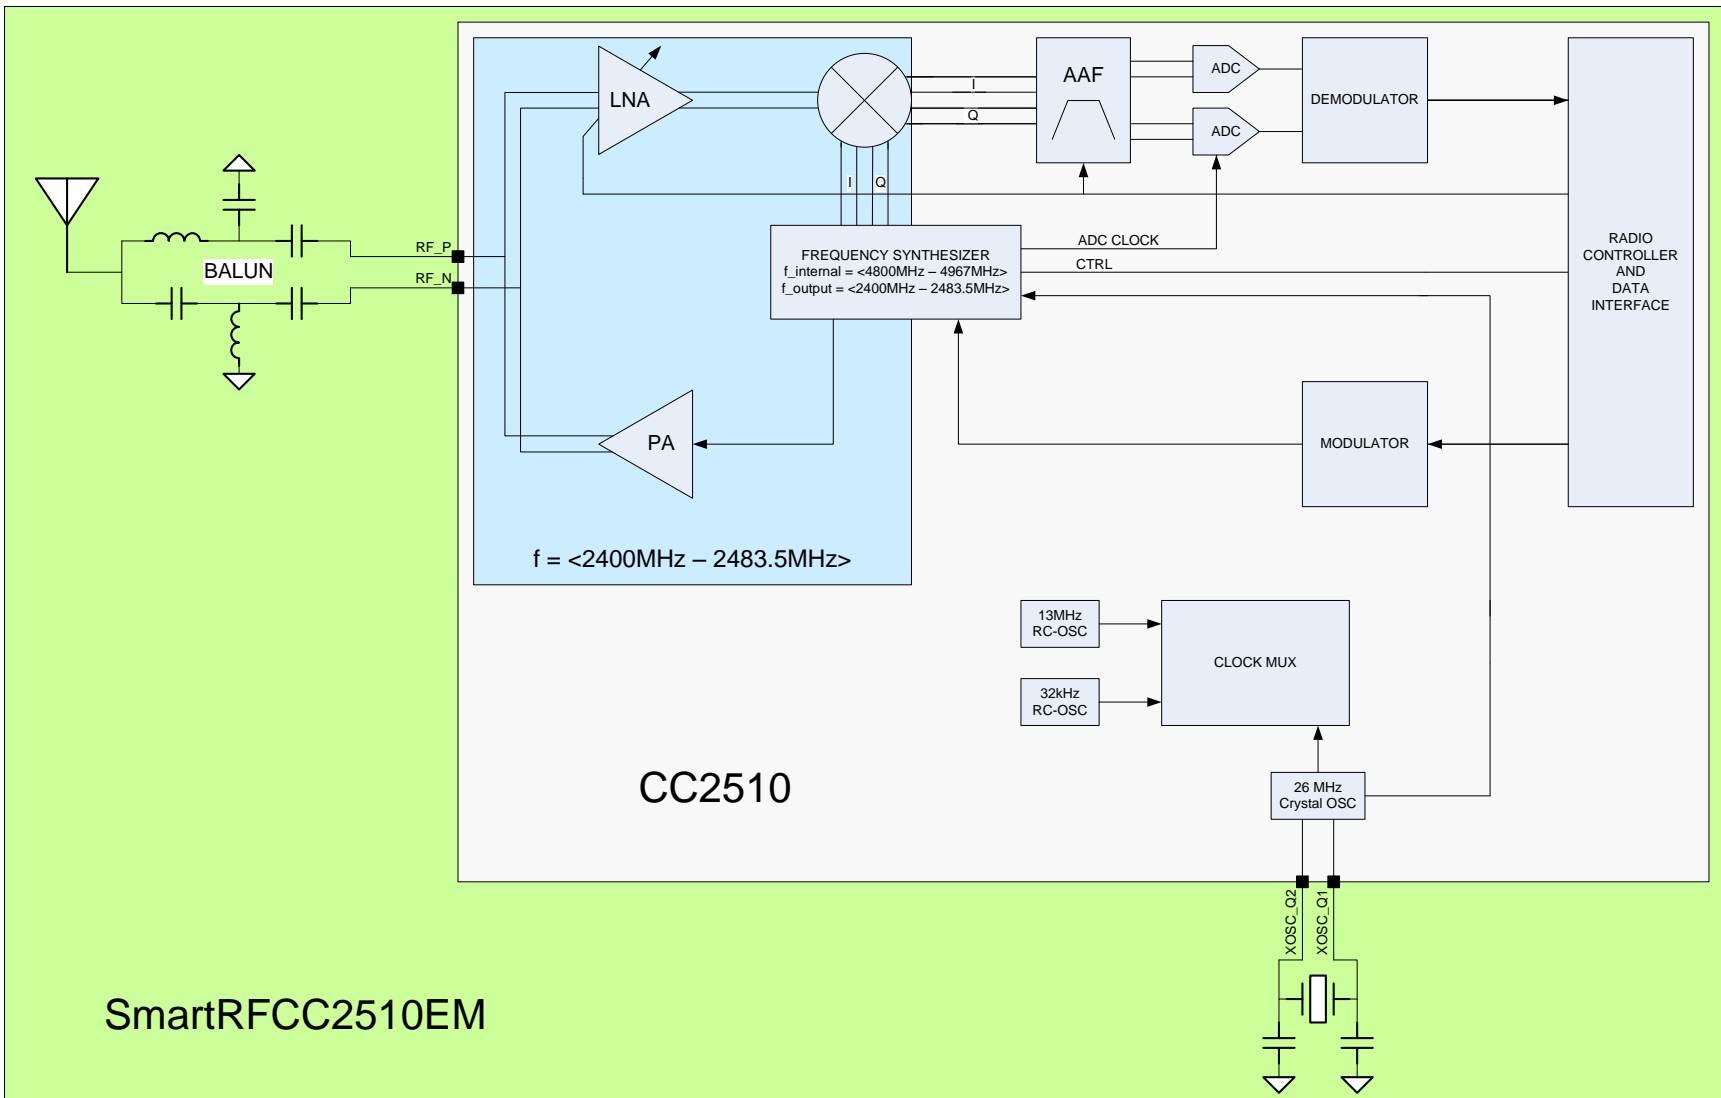 LNA
I
Q
AAF
ADC
ADC
DEMODULATOR
I
Q
RF_P
RF_N
BALUN
FREQUENCY SYNTHESIZER
f_internal = <4800MHz – 4967MHz>
f_output = <2400MHz – 2483.5MHz>
ADC CLOCK
CTRL
RADIO
CONTROLLER
AND
DATA
INTERFACE
PA
MODULATOR
f = <2400MHz – 2483.5MHz>
13MHz
RC-OSC
32kHz
RC-OSC
CLOCK MUX
26 MHz
Crystal OSC
CC2510
XOSC_Q2
XOSC_Q1
SmartRFCC2510EM